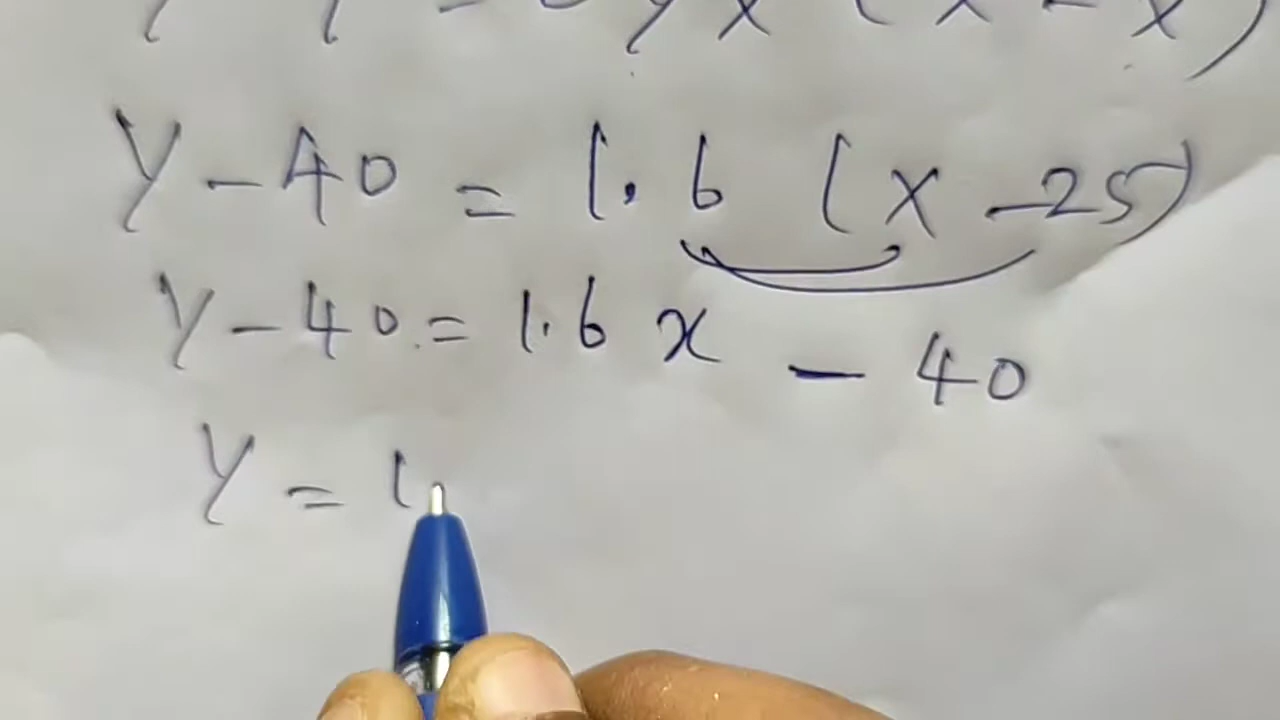 Y - 40 = 1.6 (x - 25)
Y - 40 = 1.6 x - 40
Y = 1.